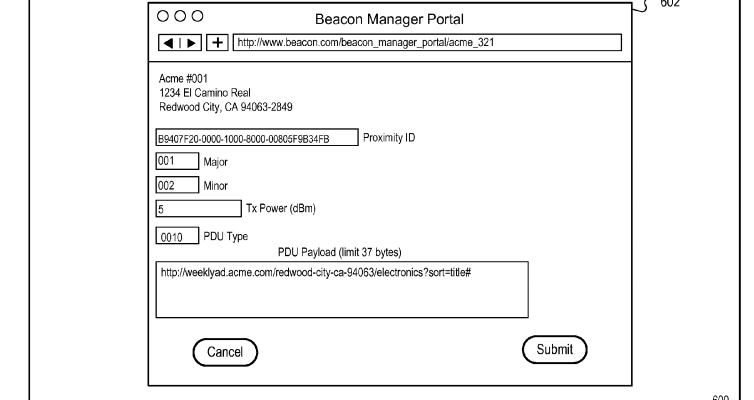 602
Beacon Manager Portal
http://www.beacon.com/beacon_manager_portal/acme_321
Acme #001
1234 El Camino Real
Redwood City, CA 94063-2849
B9407F20-0000-1000-8000-00805F9B34FB Proximity ID
001 Major
002 Minor
5 Tx Power (dBm)
0010 PDU Type
PDU Payload (limit 37 bytes)
http://weeklyad.acme.com/redwood-city-ca-94063/electronics?sort=title#
Cancel Submit